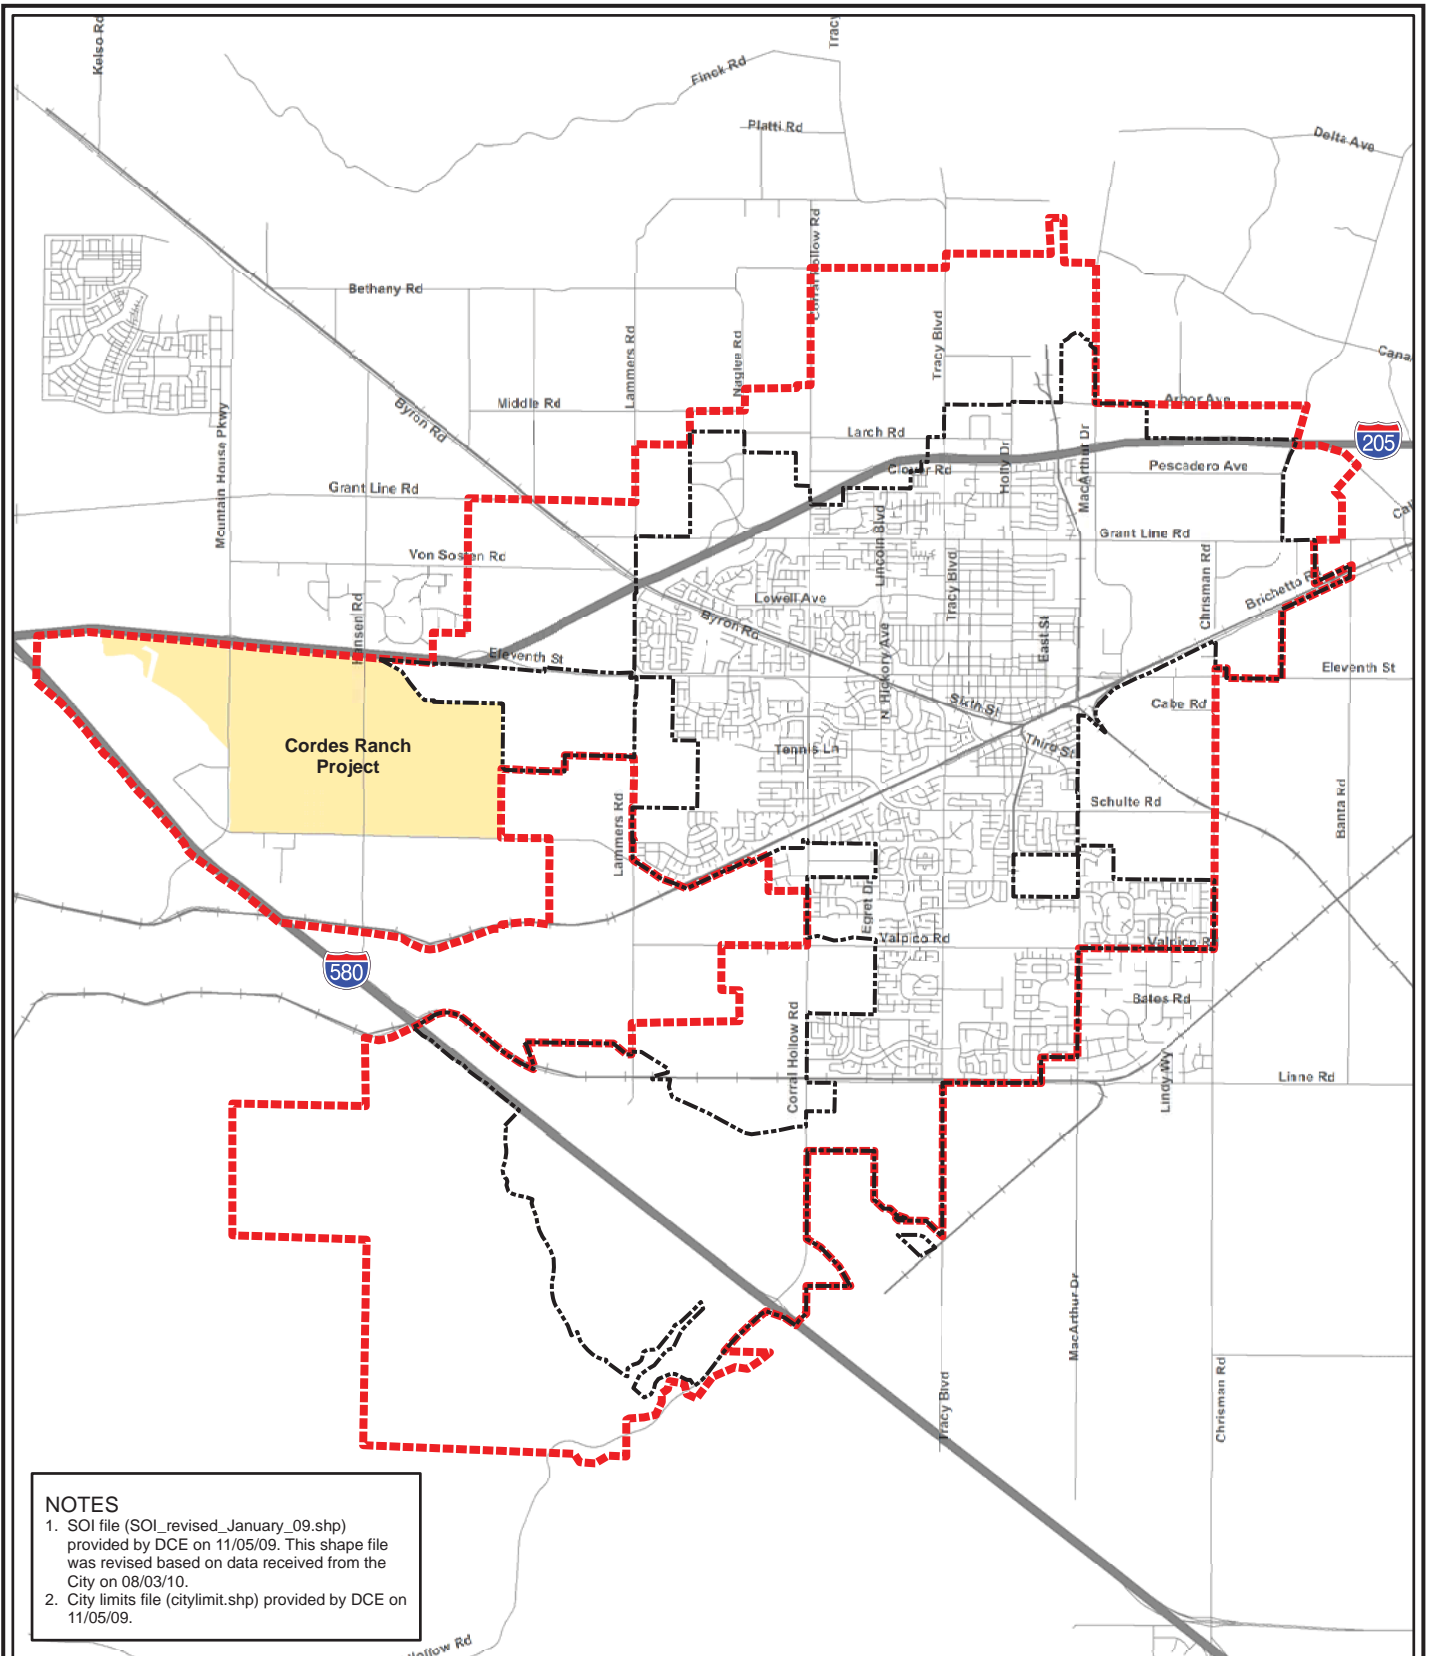 Kelso Rd
Tracy
Finck Rd
Platti Rd
Delta Ave
Corral Hollow Rd
Bethany Rd
Lammers Rd
Naglee Rd
Tracy Blvd
Middle Rd
Byron Rd
Mountain House Pkwy
Arbor Ave
Larch Rd
Holly Dr
MacArthur Dr
205
Clover Rd
Pescadero Ave
Grant Line Rd
Lincoln Blvd
Grant Line Rd
Von Sosten Rd
Tracy Blvd
Chrisman Rd
Brichetto
Lowell Ave
Byron Rd
Hansen Rd
East St
N Hickory Ave
Eleventh St
Eleventh St
Sixth St
Cabe Rd
Third St
Tennis Ln
Cordes Ranch
Project
Schulte Rd
Banta Rd
Lammers Rd
Egret Dr
Valpico Rd
Valpico R
580
Bates Rd
Corral Hollow Rd
Lindy Wy
Linne Rd
MacArthur Dr
Tracy Blvd
Chrisman Rd
NOTES
1. SOI file (SOI_revised_January_09.shp)
provided by DCE on 11/05/09. This shape file
was revised based on data received from the
City on 08/03/10.
2. City limits file (citylimit.shp) provided by DCE on
11/05/09.
Hollow Rd